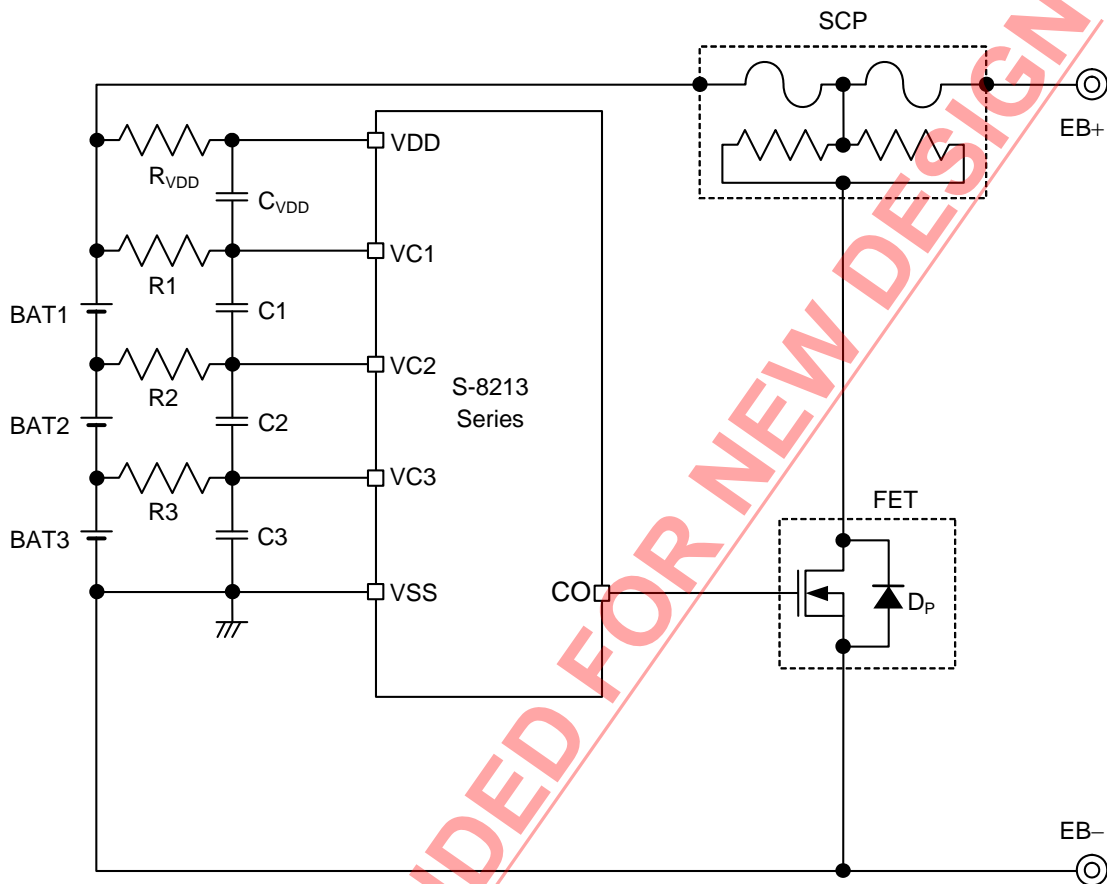 SCP
EB+
VDD
RVDD
CVDD
VC1
R1
BAT1
C1
VC2
R2
S-8213
Series
BAT2
C2
VC3
R3
FET
BAT3
C3
VSS
CO
DP
EB−
NDED FOR NEW DESIGN